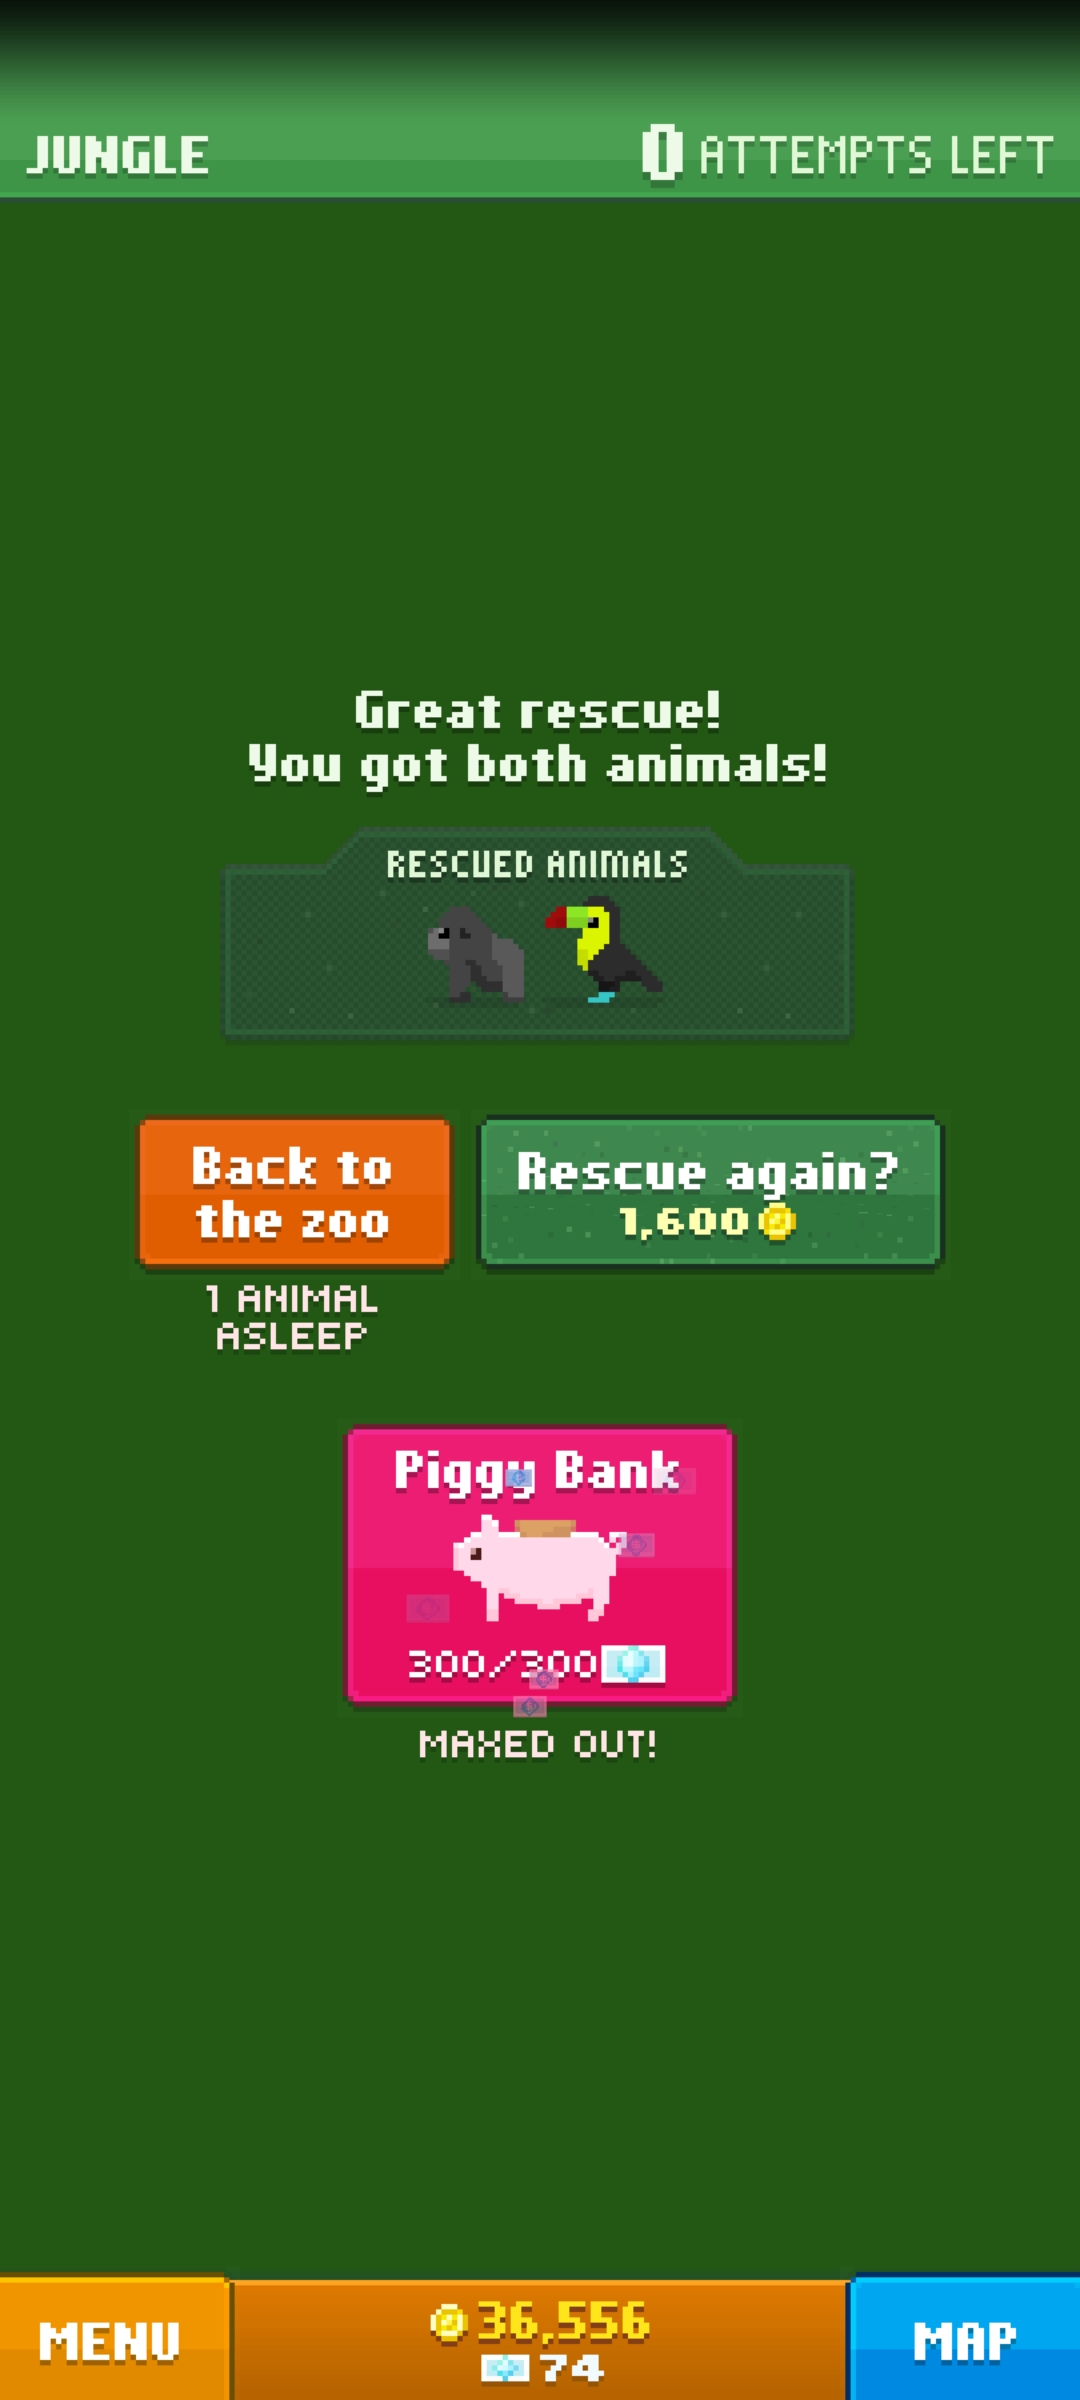 JUNGLE
0 ATTEMPTS LEFT
Great rescue!
You got both animals!
RESCUED ANIMALS
Back to
the zoo
Rescue again?
1,600
1 ANIMAL
ASLEEP
Piggy Bank
300/300
MAXED OUT!
MENU
36,556
74
MAP